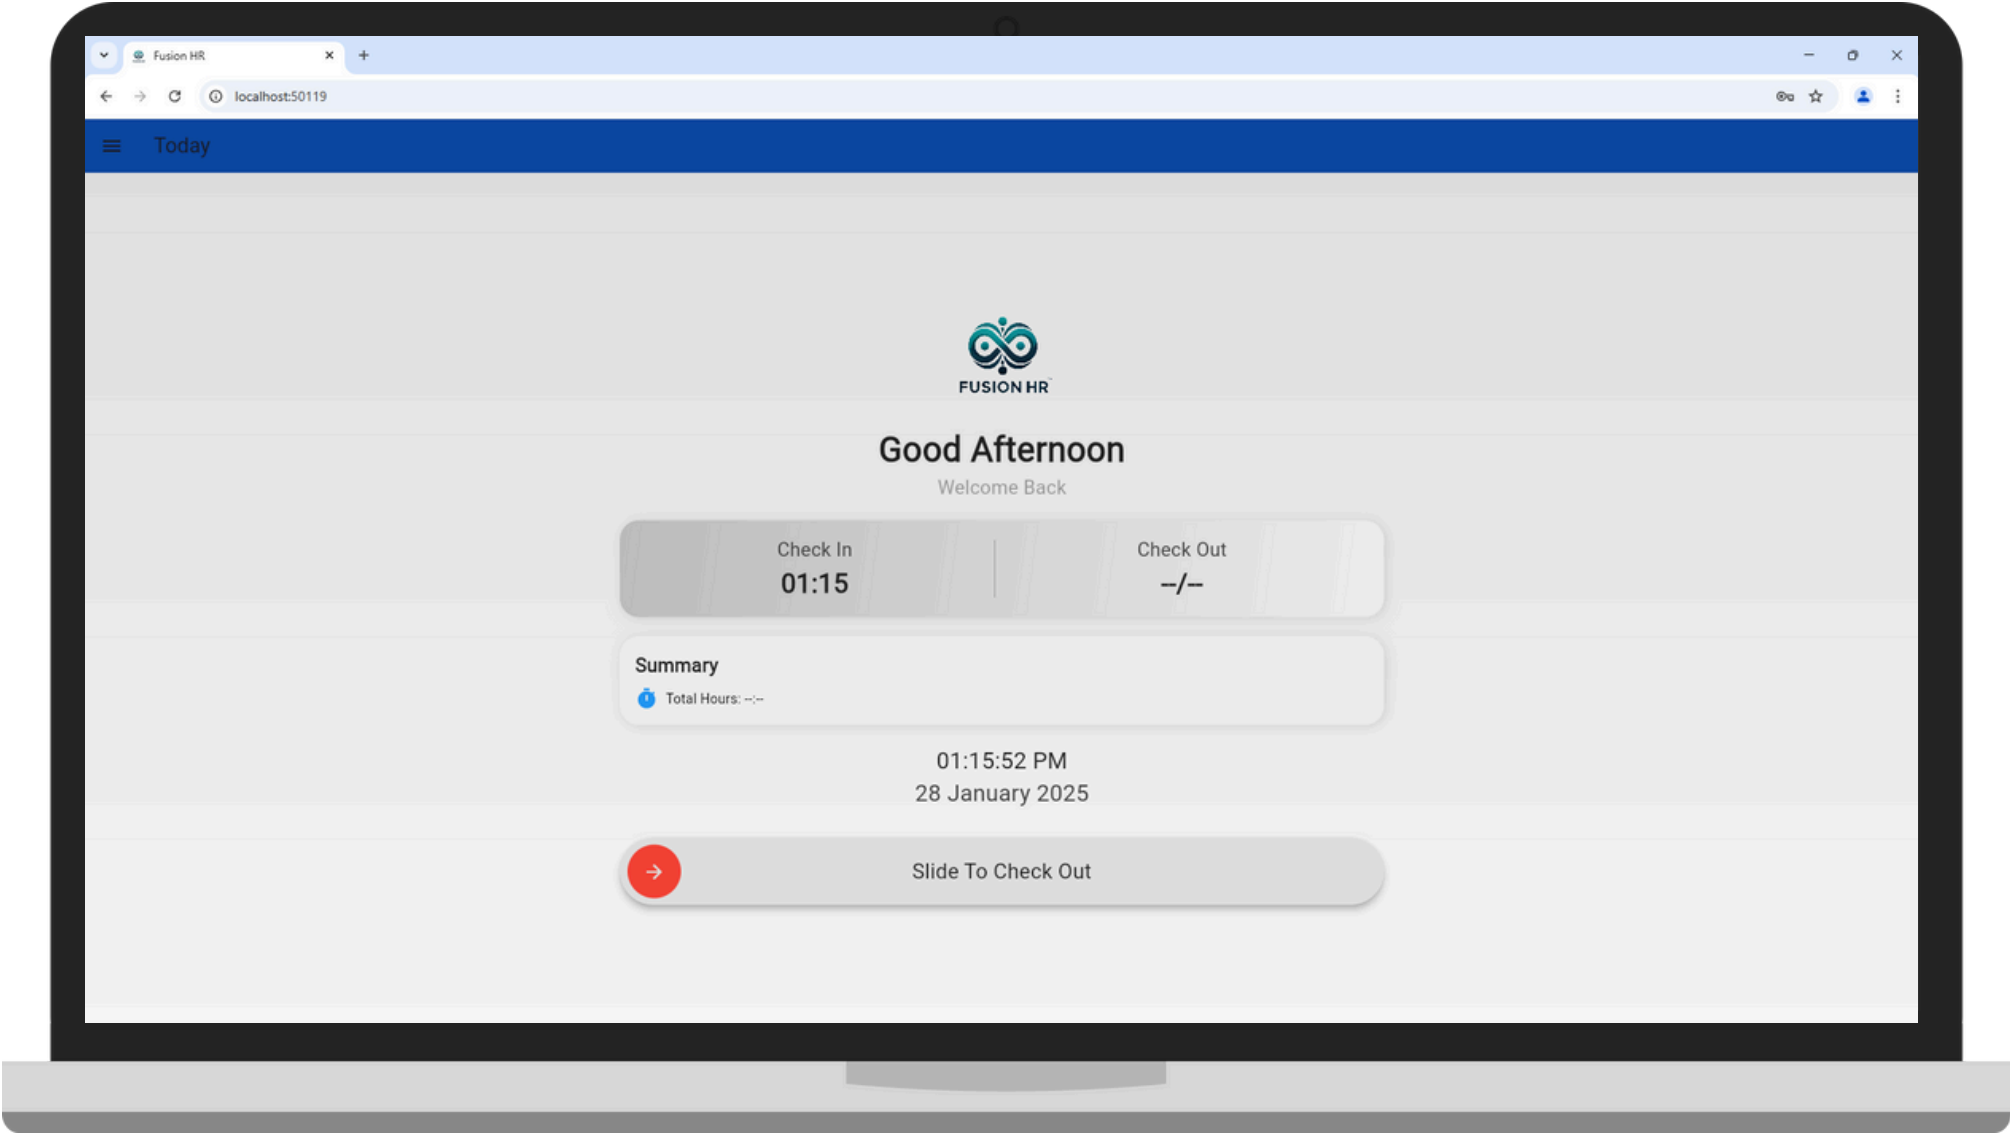 Fusion HR
localhost:50119
Today
FUSION HR
Good Afternoon
Welcome Back
Check In
Check Out
01:15
--/--
Summary
Total Hours: --:--
01:15:52 PM
28 January 2025
Slide To Check Out